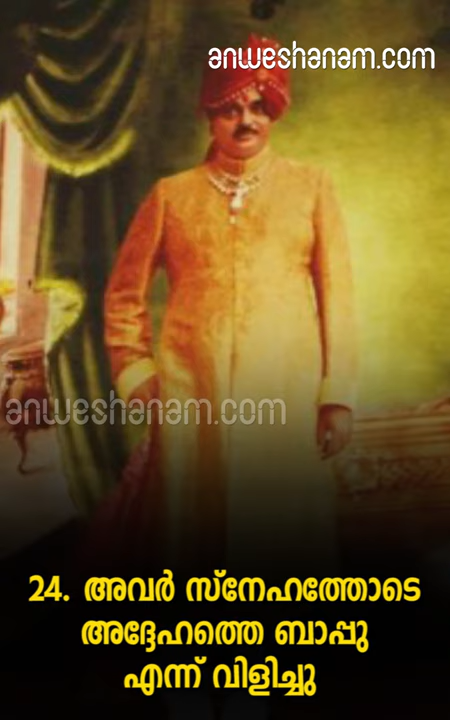 anweshanam.com
anweshanam.com
24. അവർ സ്നേഹത്തോടെ
അദ്ദേഹത്തെ ബാപ്പു
എന്ന് വിളിച്ചു